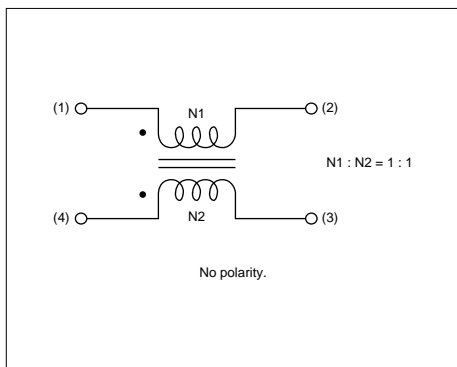 N1
(1)
(2)
N1 : N2 = 1 : 1
(4)
(3)
N2
No polarity.